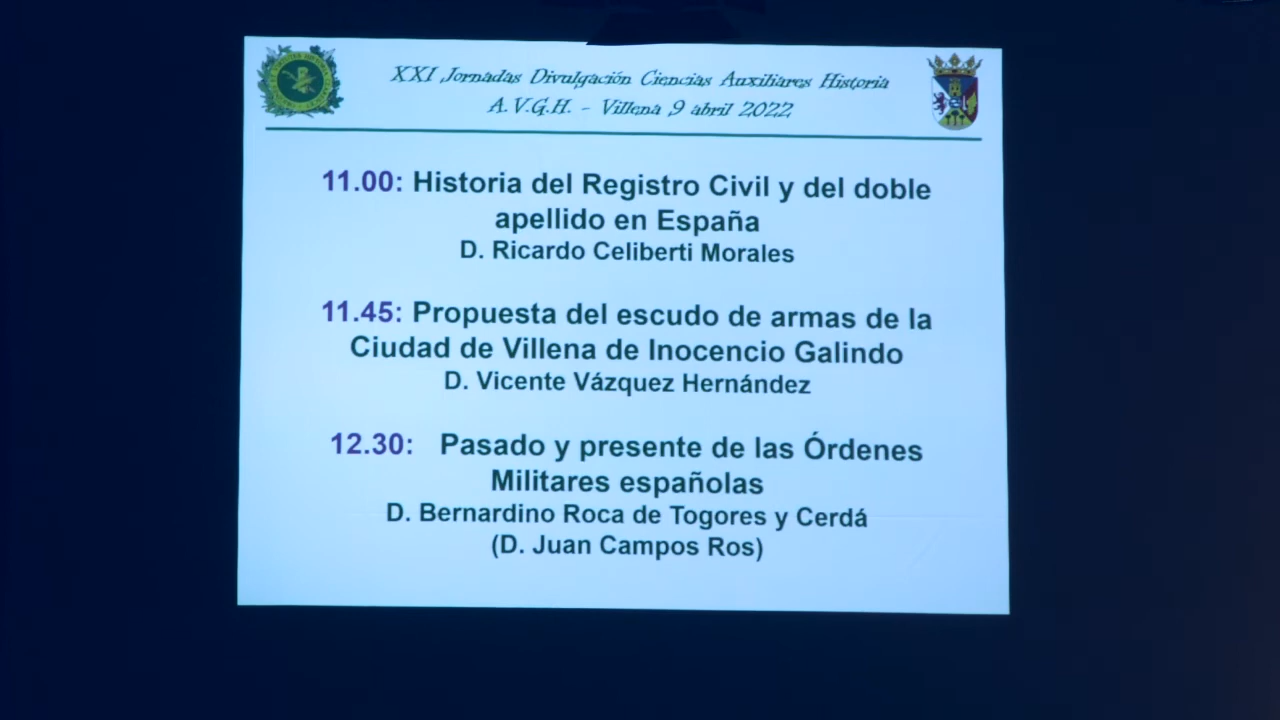 XXI Jornadas Divulgación Ciencias Auxiliares Historia
A.V.G.H. - Villena 9 abril 2022
11.00: Historia del Registro Civil y del doble
apellido en España
D. Ricardo Celiberti Morales
11.45: Propuesta del escudo de armas de la
Ciudad de Villena de Inocencio Galindo
D. Vicente Vázquez Hernández
12.30: Pasado y presente de las Órdenes
Militares españolas
D. Bernardino Roca de Togores y Cerdá
(D. Juan Campos Ros)